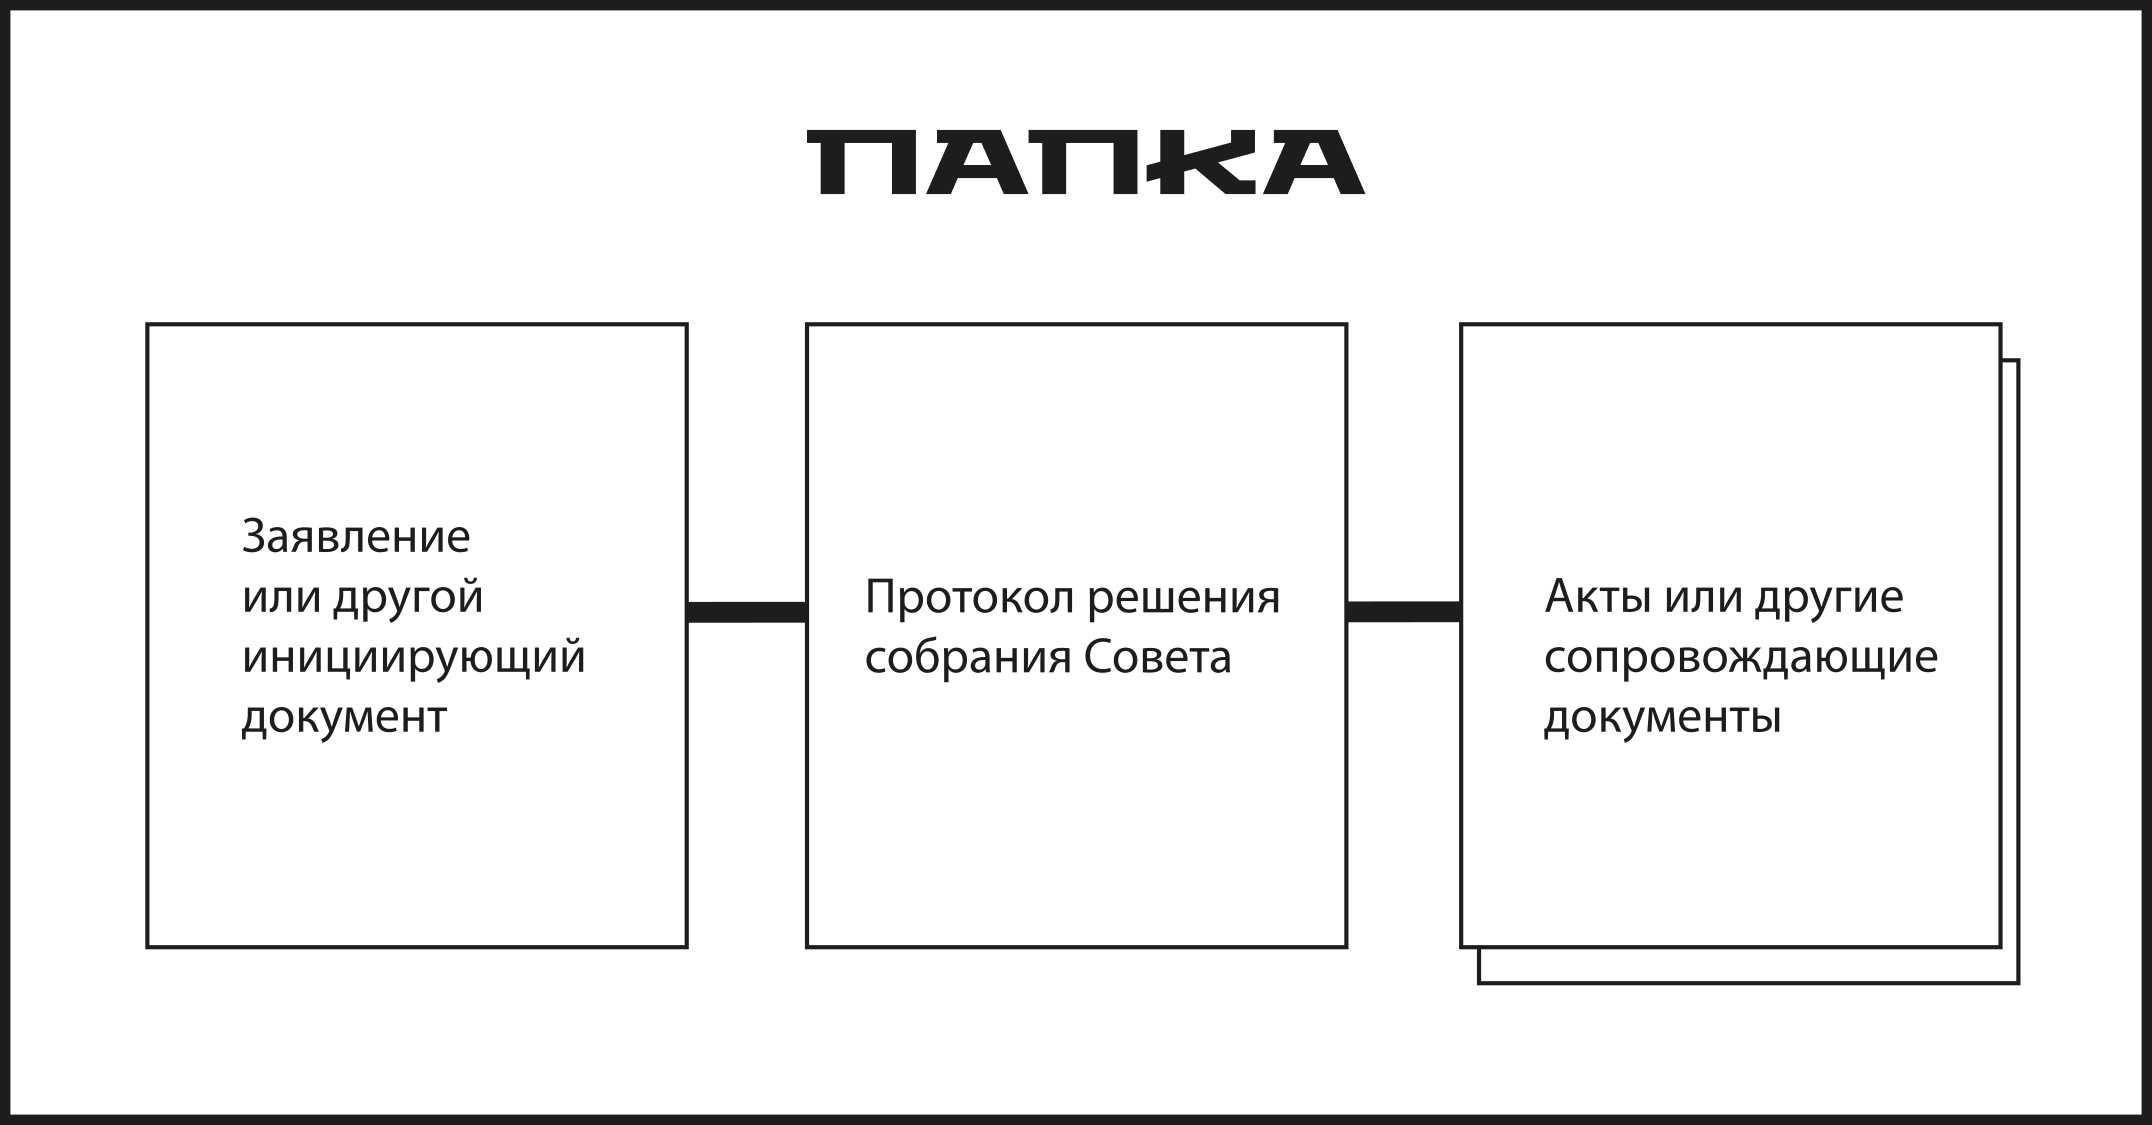 ПАПКА
Заявление
или другой
инициирующий
документ
Протокол решения
собрания Совета
Акты или другие
сопровождающие
документы